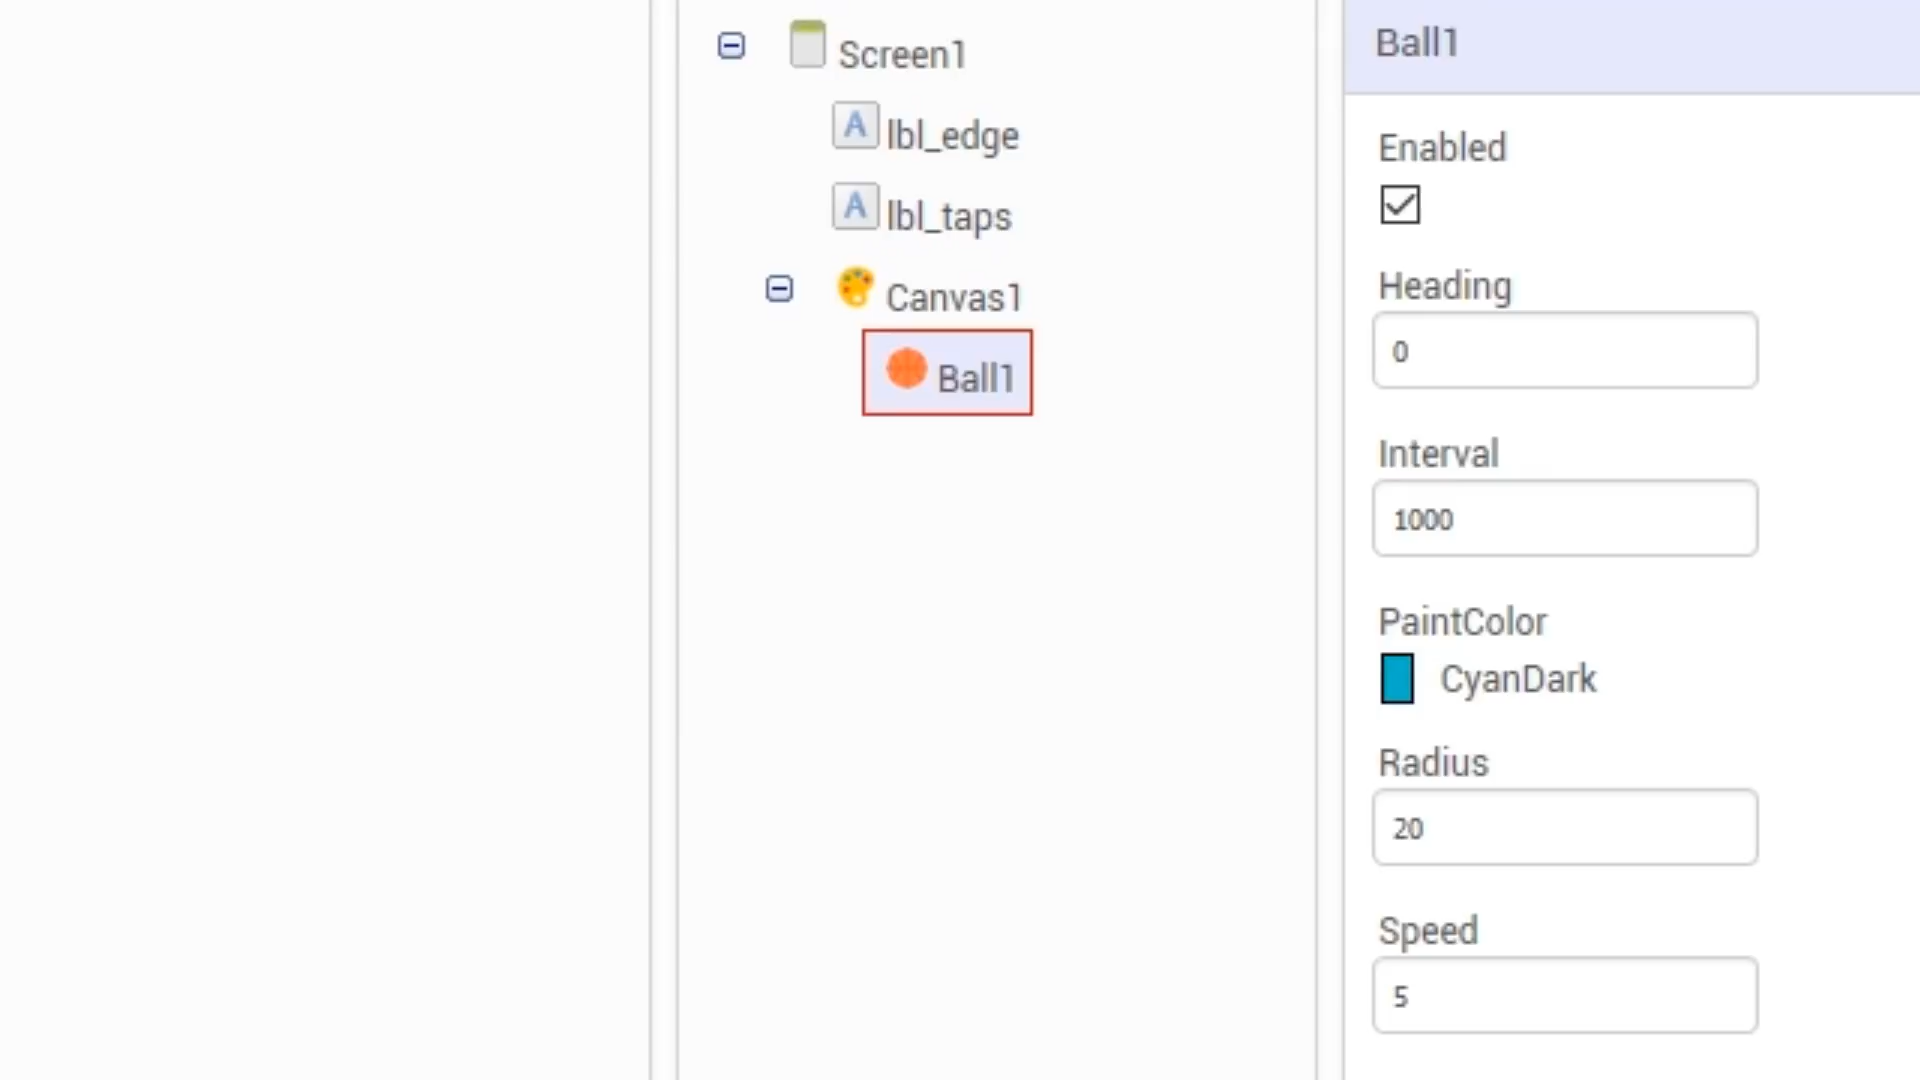 Screen1
lbl_edge
lbl_taps
Canvas1
Ball1
Ball1
Enabled
Heading
0
Interval
1000
PaintColor
CyanDark
Radius
20
Speed
5